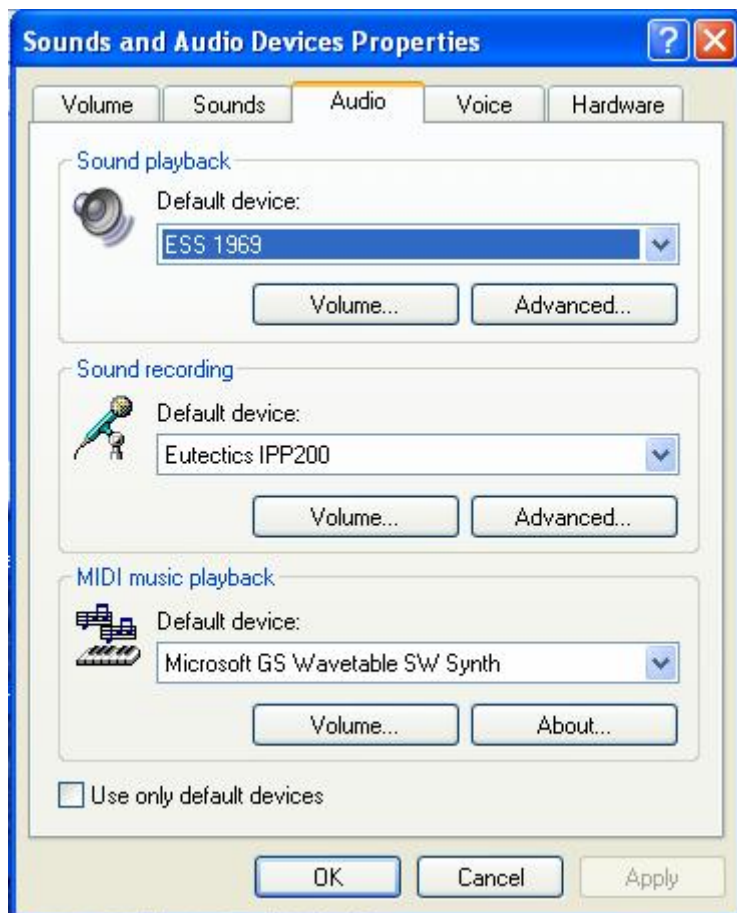 Sounds and Audio Devices Properties
Volume Sounds Audio Voice Hardware
Sound playback
Default device:
ESS 1969
Volume... Advanced...
Sound recording
Default device:
Eutectics IPP200
Volume... Advanced...
MIDI music playback
Default device:
Microsoft GS Wavetable SW Synth
Volume... About...
Use only default devices
OK Cancel Apply